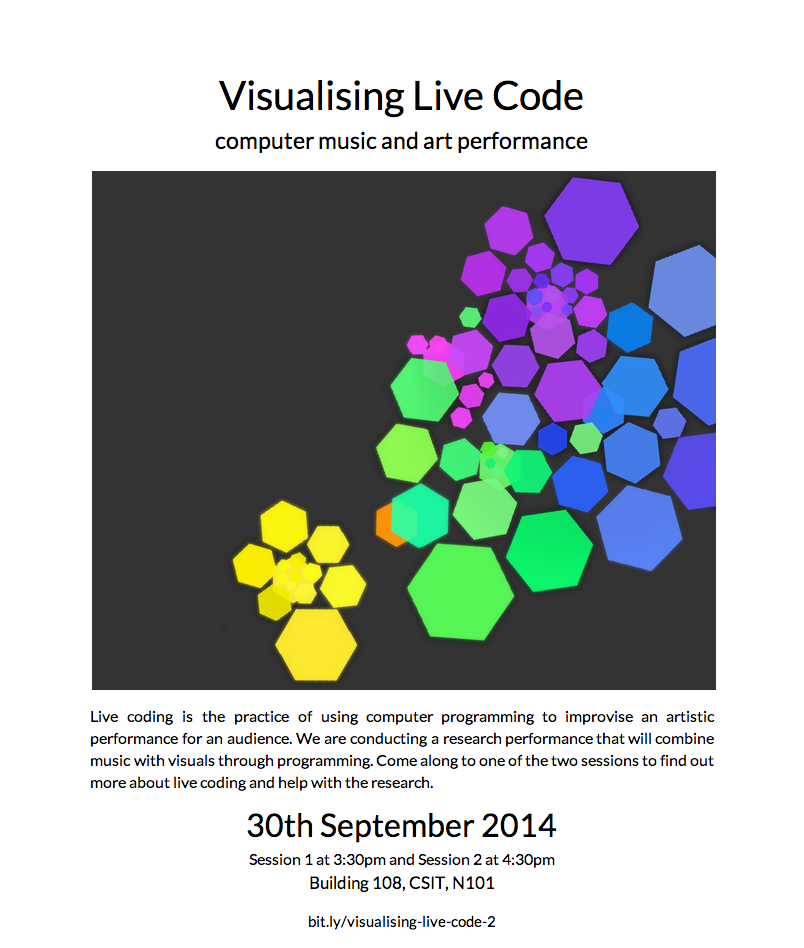 Visualising Live Code
computer music and art performance
Live coding is the practice of using computer programming to improvise an artistic
performance for an audience. We are conducting a research performance that will combine
music with visuals through programming. Come along to one of the two sessions to find out
more about live coding and help with the research.
30th September 2014
Session 1 at 3:30pm and Session 2 at 4:30pm
Building 108, CSIT, N101
bit.ly/visualising-live-code-2